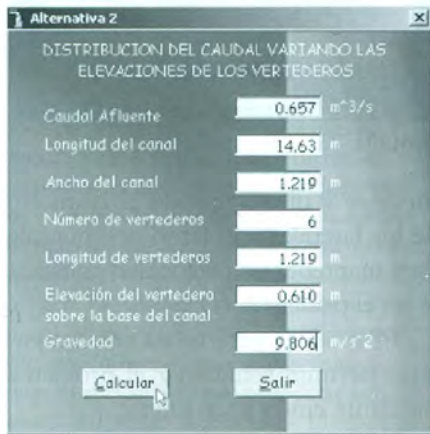 Alternativa 2
DISTRIBUCION DEL CAUDAL VARIANDO LAS
ELEVACIONES DE LOS VERTEDEROS
Caudal Afluente 0.657 m^3/s
Longitud del canal 14.63 m
Ancho del canal 1.219 m
Número de vertederos 6
Longitud de vertederos 1.219 m
Elevación del vertedero 0.610 m
sobre la base del canal
Gravedad 9.806 m/s^2
Calcular Salir